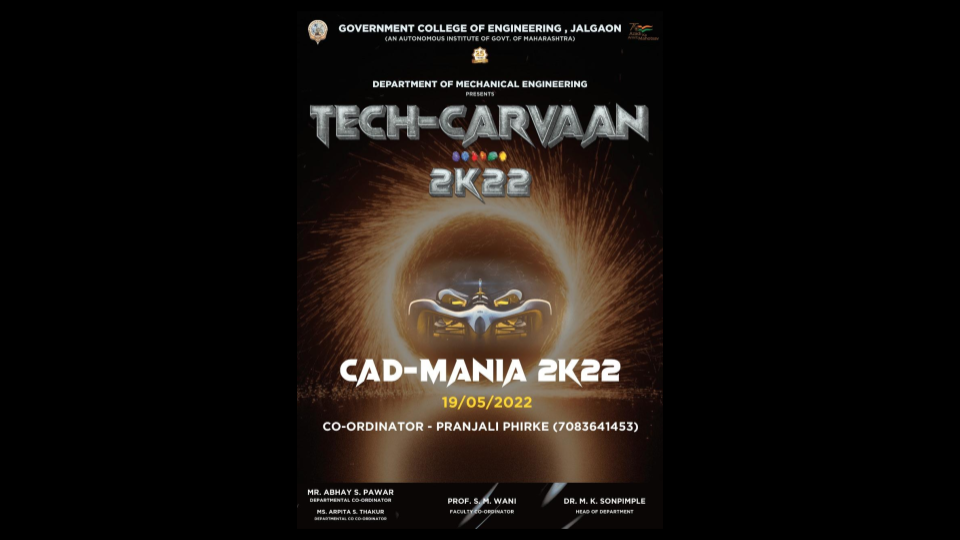 GOVERNMENT COLLEGE OF ENGINEERING , JALGAON
(AN AUTONOMOUS INSTITUTE OF GOVT. OF MAHARASHTRA)
DEPARTMENT OF MECHANICAL ENGINEERING
PRESENTS
TECH-CARVAAN
2K22
CAD-MANIA 2K22
19/05/2022
CO-ORDINATOR - PRANJALI PHIRKE (7083641453)
MR. ABHAY S. PAWAR
DEPARTMENTAL CO-ORDINATOR
MS. ARPITA S. THAKUR
DEPARTMENTAL CO CO-ORDINATOR
PROF. S. M. WANI
FACULTY CO-ORDINATOR
DR. M. K. SONPIMPLE
HEAD OF DEPARTMENT